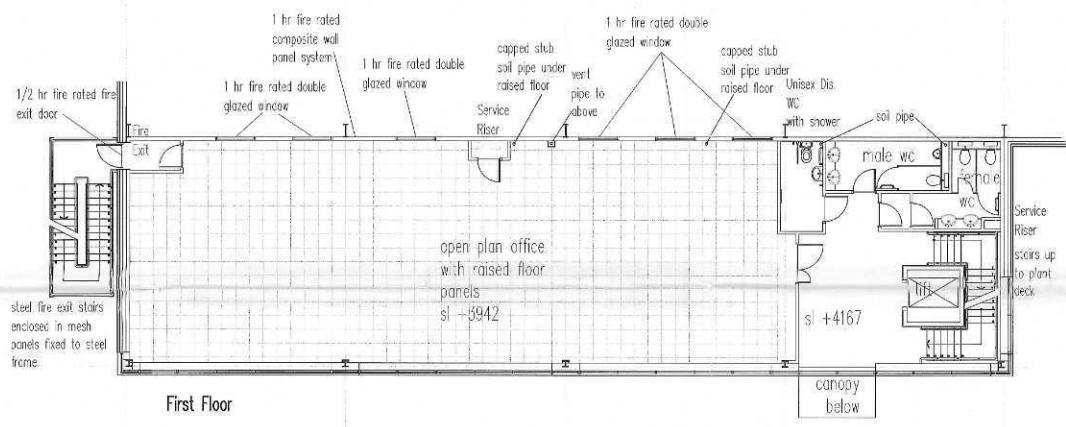 1 hr fire rated
composite wall
panel system
1 hr fire rated double
glazed window
capped stub
soil pipe under
raised floor
vent
pipe to
above
1 hr fire rated double
glazed window
capped stub
soil pipe under
raised floor
1/2 hr fire rated fire
exit door
1 hr fire rated double
glazed window
Service
Riser
Unisex Dis.
WC
with shower
soil pipe
Fire
Exit
male wc
female
wc
Service
Riser
stairs up
to plant
deck
open plan office
with raised floor
panels
sl +3942
lift
sl +4167
steel fire exit stairs
enclosed in mesh
panels fixed to steel
frame
canopy
below
First Floor